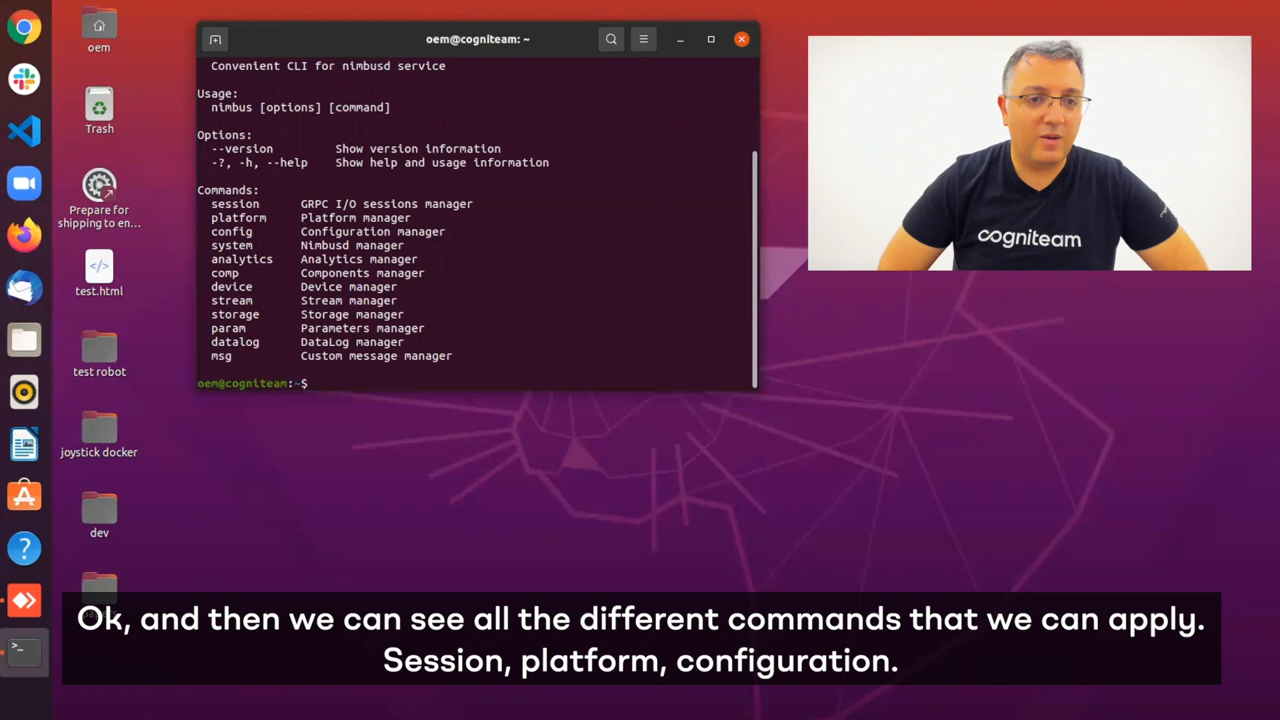 oem
Trash
Prepare for
shipping to en...
test.html
test robot
joystick docker
dev
oem@cogniteam: ~
Convenient CLI for nimbusd service
Usage:
nimbus [options] [command]
Options:
--version Show version information
-?, -h, --help Show help and usage information
Commands:
session GRPC I/O sessions manager
platform Platform manager
config Configuration manager
system Nimbusd manager
analytics Analytics manager
comp Components manager
device Device manager
stream Stream manager
storage Storage manager
param Parameters manager
datalog DataLog manager
msg Custom message manager
oem@cogniteam:~$
cogniteam
Ok, and then we can see all the different commands that we can apply.
Session, platform, configuration.